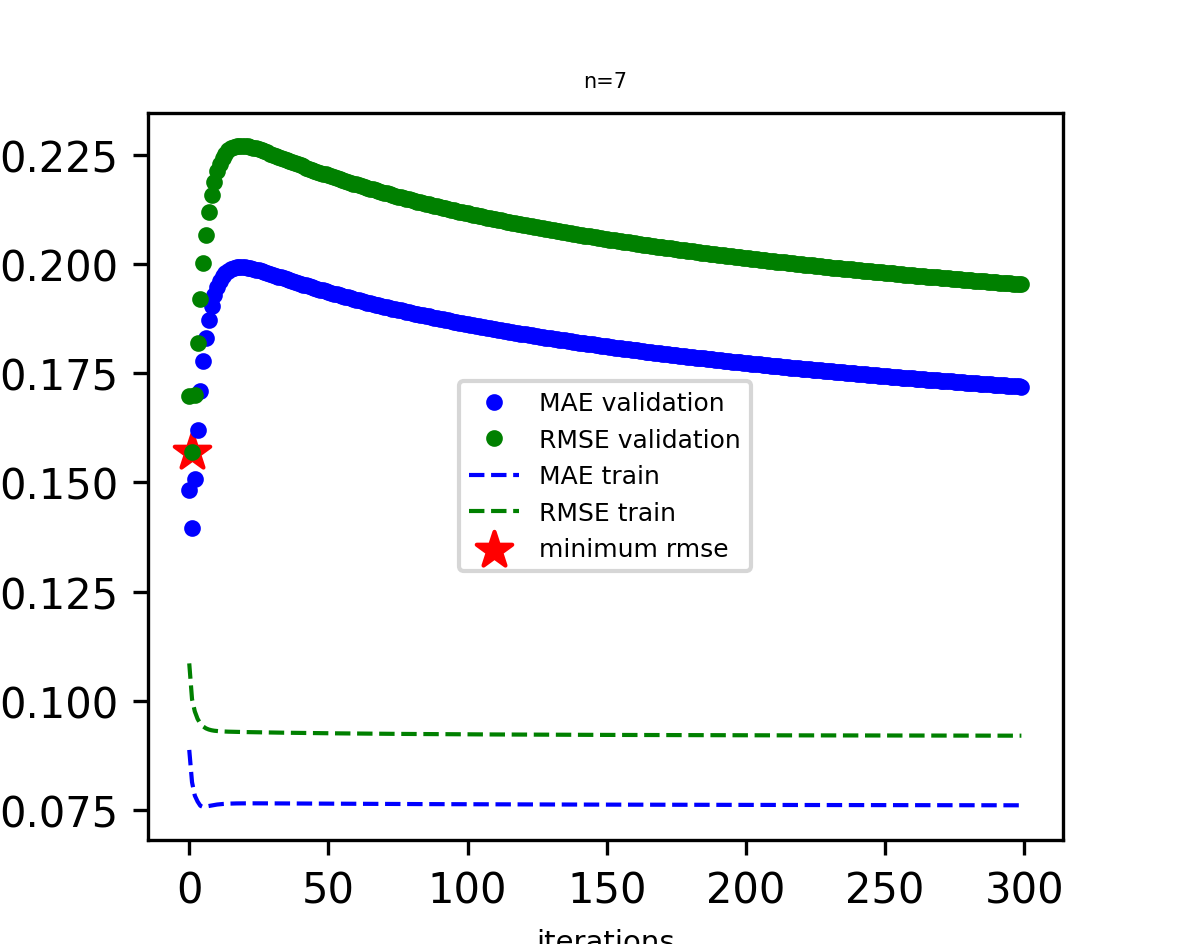 n=7
0.225
0.200
0.175
0.150
0.125
0.100
0.075
MAE validation
RMSE validation
MAE train
RMSE train
minimum rmse
0 50 100 150 200 250 300
iterations